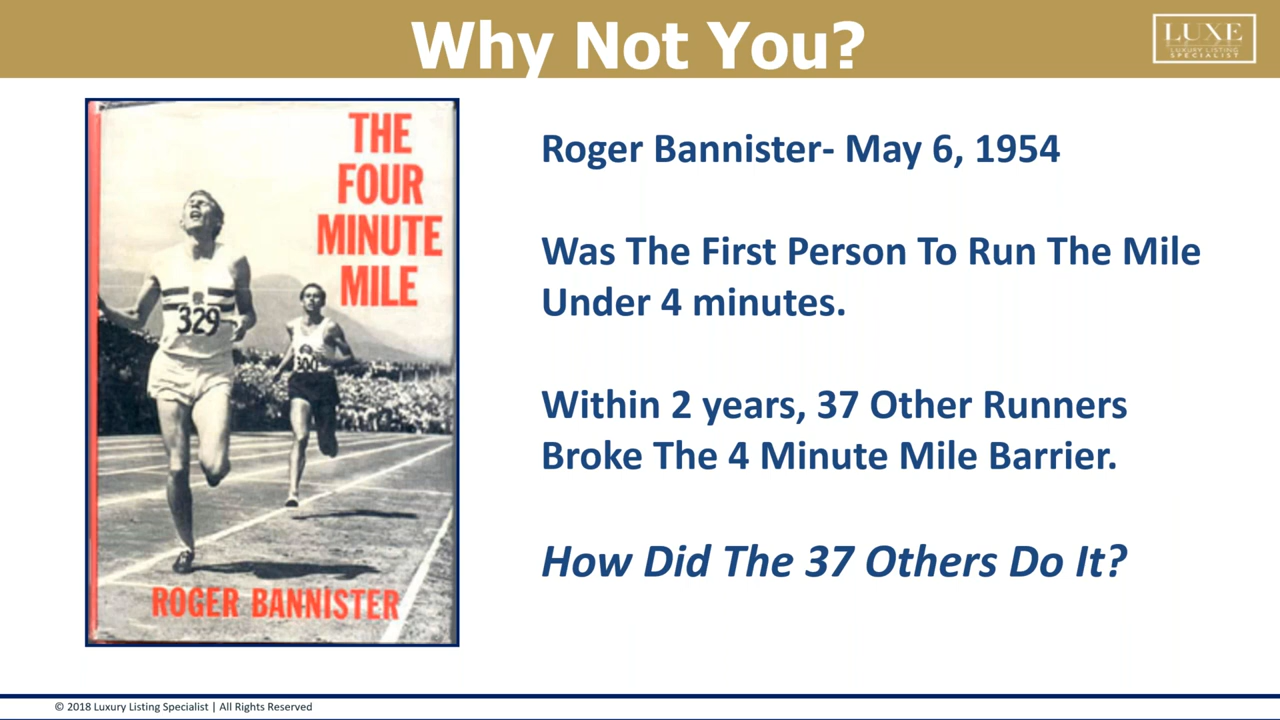 Why Not You?
LUXE
LUXURY LISTING
SPECIALIST
THE
FOUR
MINUTE
MILE
329
300
ROGER BANNISTER
Roger Bannister- May 6, 1954
Was The First Person To Run The Mile
Under 4 minutes.
Within 2 years, 37 Other Runners
Broke The 4 Minute Mile Barrier.
How Did The 37 Others Do It?
© 2018 Luxury Listing Specialist | All Rights Reserved